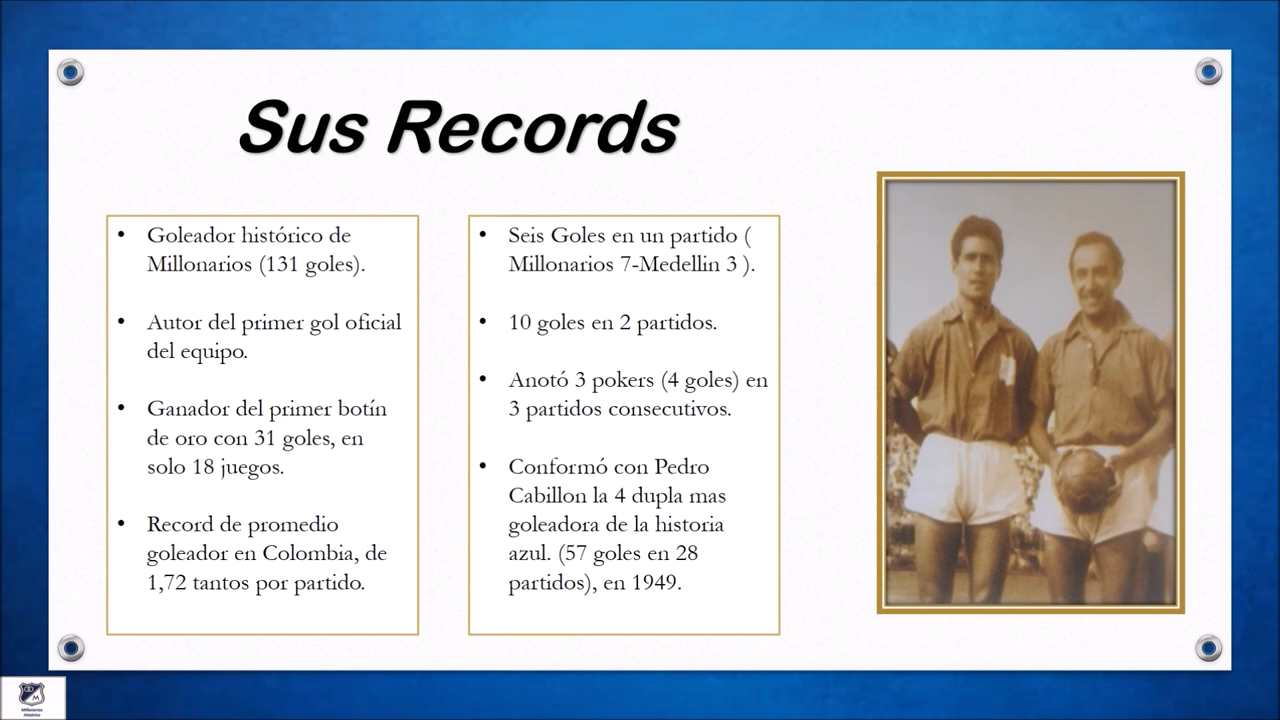 Sus Records
• Goleador histórico de
Millonarios (131 goles).
• Autor del primer gol oficial
del equipo.
• Ganador del primer botín
de oro con 31 goles, en
solo 18 juegos.
• Record de promedio
goleador en Colombia, de
1,72 tantos por partido.
• Seis Goles en un partido (
Millonarios 7-Medellin 3 ).
• 10 goles en 2 partidos.
• Anotó 3 pokers (4 goles) en
3 partidos consecutivos.
• Conformó con Pedro
Cabillon la 4 dupla mas
goleadora de la historia
azul. (57 goles en 28
partidos), en 1949.
M
Millonarios
Histórico